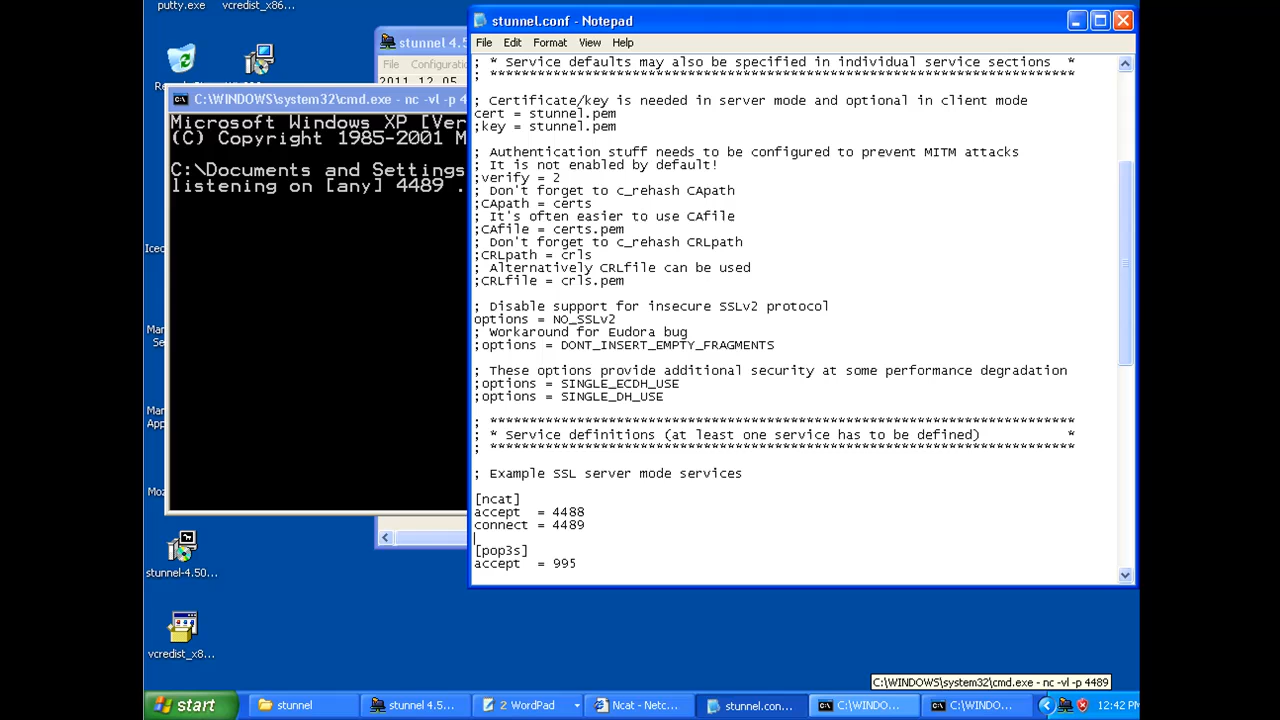 putty.exe
vcredist_x86...
stunnel.conf - Notepad
File Edit Format View Help
; * Service defaults may also be specified in individual service sections *
; **************************************************************************
; Certificate/key is needed in server mode and optional in client mode
cert = stunnel.pem
;key = stunnel.pem
; Authentication stuff needs to be configured to prevent MITM attacks
; It is not enabled by default!
;verify = 2
; Don't forget to c_rehash CApath
;CApath = certs
; It's often easier to use CAfile
;CAfile = certs.pem
; Don't forget to c_rehash CRLpath
;CRLpath = crls
; Alternatively CRLfile can be used
;CRLfile = crls.pem
; Disable support for insecure SSLv2 protocol
options = NO_SSLv2
; Workaround for Eudora bug
;options = DONT_INSERT_EMPTY_FRAGMENTS
; These options provide additional security at some performance degradation
;options = SINGLE_ECDH_USE
;options = SINGLE_DH_USE
; **************************************************************************
; * Service definitions (at least one service has to be defined) *
; **************************************************************************
; Example SSL server mode services
[ncat]
accept = 4488
connect = 4489
[pop3s]
accept = 995
stunnel 4.5
File Configuration
2011.12.05
C:\WINDOWS\system32\cmd.exe - nc -vl -p 4
Microsoft Windows XP [Ver
(C) Copyright 1985-2001 M
C:\Documents and Settings
listening on [any] 4489 .
stunnel-4.50...
vcredist_x8...
C:\WINDOWS\system32\cmd.exe - nc -vl -p 4489
start
stunnel
stunnel 4.5...
2 WordPad
Ncat - Netc...
stunnel.con...
C:\WINDOW...
C:\WINDOW...
12:42 PM